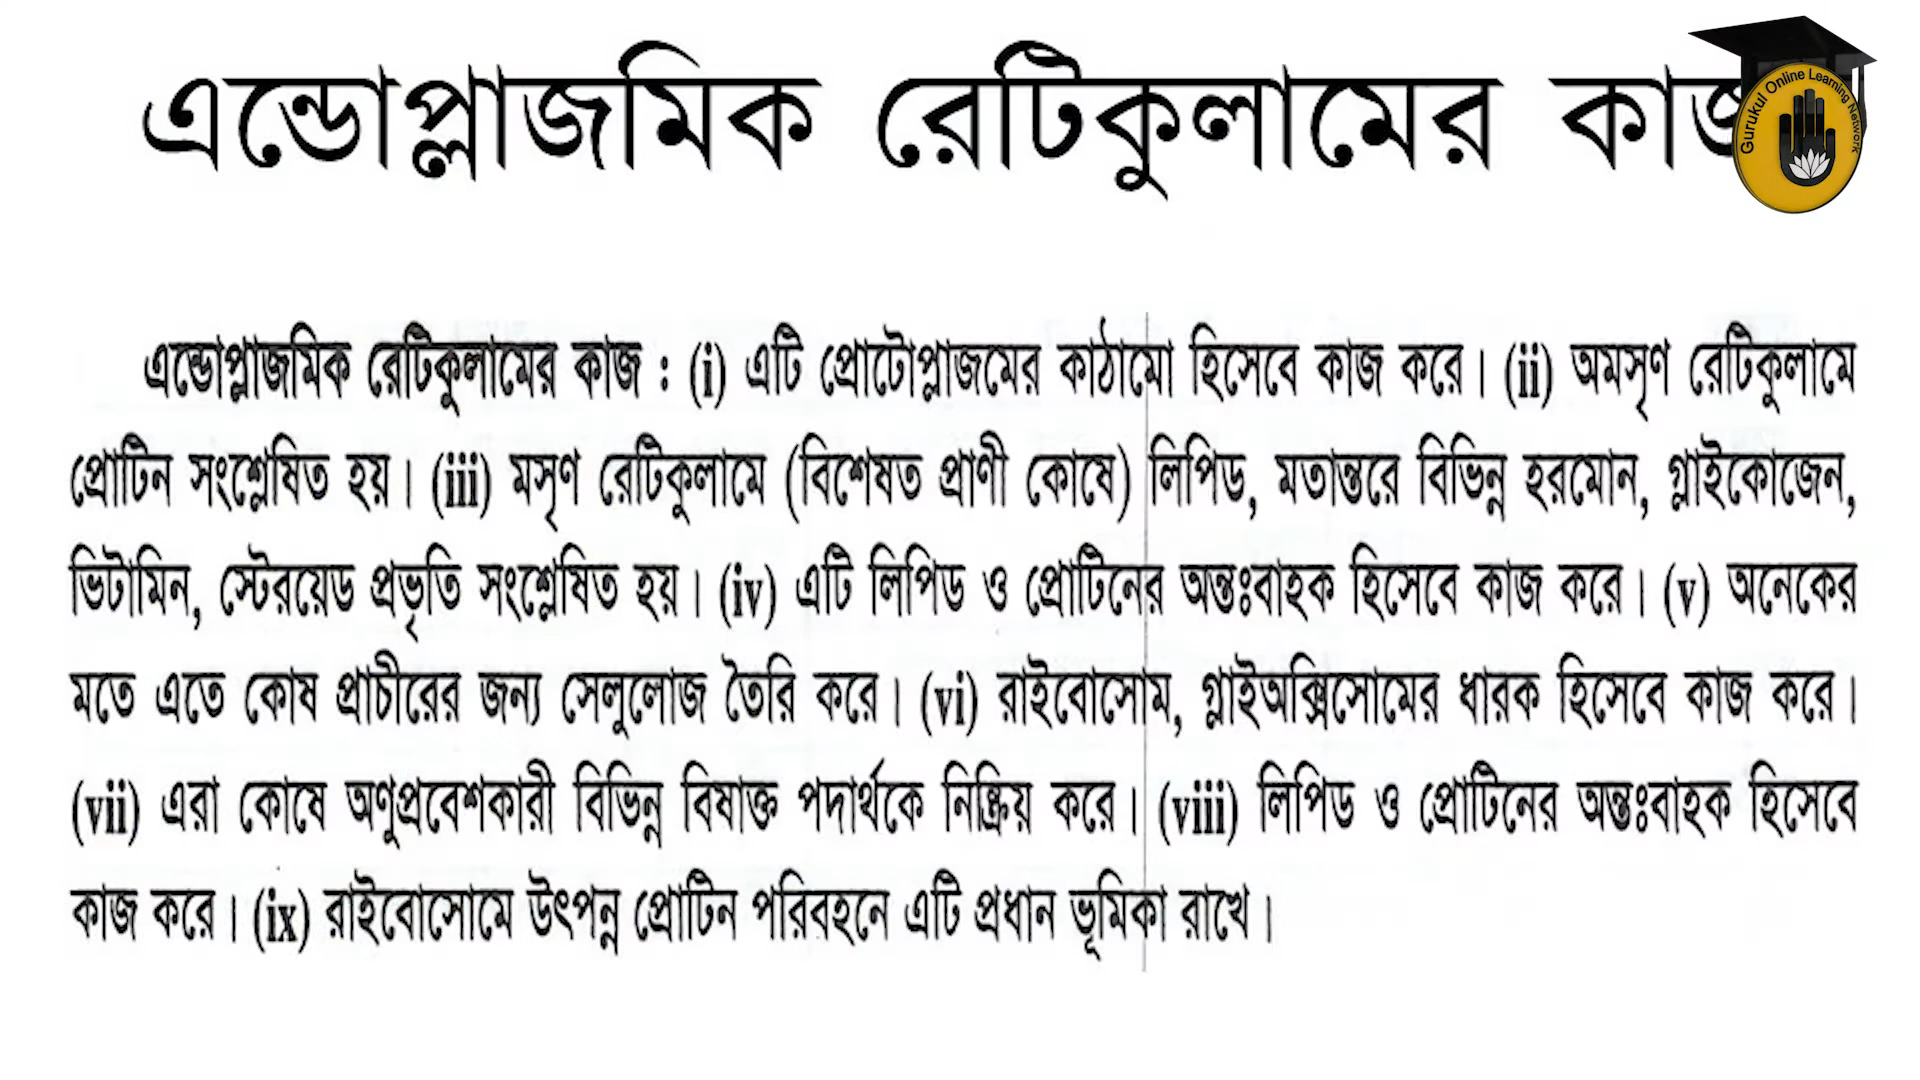 এন্ডোপ্লাজমিক রেটিকুলামের কাজ
Gurukul Online Learning Network
এন্ডোপ্লাজমিক রেটিকুলামের কাজ : (i) এটি প্রোটোপ্লাজমের কাঠামো হিসেবে কাজ করে। (ii) অমসৃণ রেটিকুলামে
প্রোটিন সংশ্লেষিত হয়। (iii) মসৃণ রেটিকুলামে (বিশেষত প্রাণী কোষে) লিপিড, মতান্তরে বিভিন্ন হরমোন, গ্লাইকোজেন,
ভিটামিন, স্টেরয়েড প্রভৃতি সংশ্লেষিত হয়। (iv) এটি লিপিড ও প্রোটিনের অন্তঃবাহক হিসেবে কাজ করে। (v) অনেকের
মতে এতে কোষ প্রাচীরের জন্য সেলুলোজ তৈরি করে। (vi) রাইবোসোম, গ্লাইঅক্সিসোমের ধারক হিসেবে কাজ করে।
(vii) এরা কোষে অণুপ্রবেশকারী বিভিন্ন বিষাক্ত পদার্থকে নিষ্ক্রিয় করে। (viii) লিপিড ও প্রোটিনের অন্তঃবাহক হিসেবে
কাজ করে। (ix) রাইবোসোমে উৎপন্ন প্রোটিন পরিবহনে এটি প্রধান ভূমিকা রাখে।